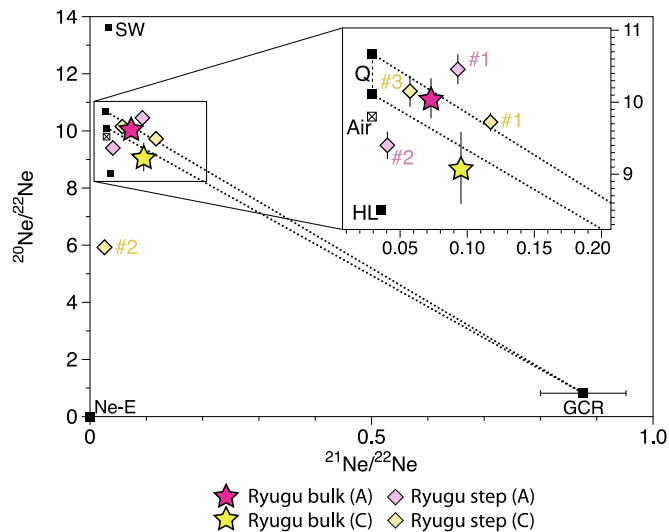 14
SW
12
10
8
6
4
2
0
²⁰Ne/²²Ne
#2
Ne-E
GCR
0
0.5
1.0
²¹Ne/²²Ne
Q
#3
#1
#1
Air
#2
HL
11
10
9
0.05
0.10
0.15
0.20
Ryugu bulk (A)
Ryugu step (A)
Ryugu bulk (C)
Ryugu step (C)